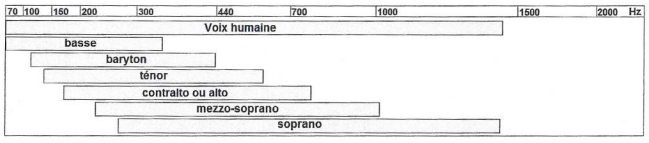 70 100 150 200 300 440 700 1000 1500 2000 Hz
Voix humaine
basse
baryton
ténor
contralto ou alto
mezzo-soprano
soprano